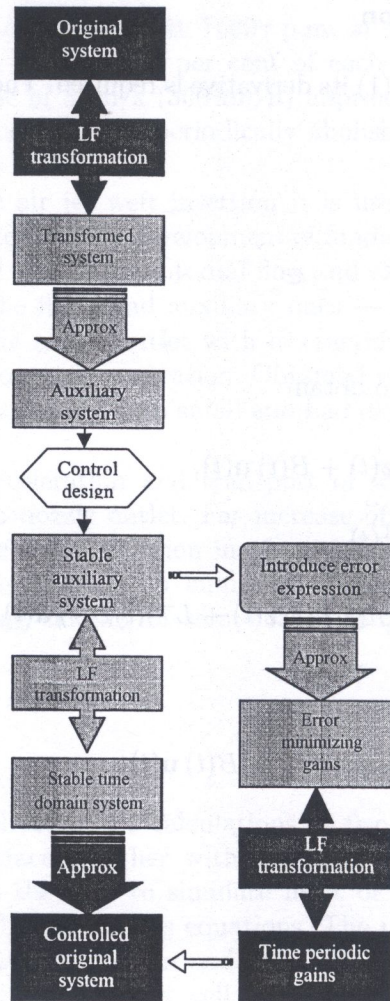 Original
system
LF
transformation
Transformed
system
Approx
Auxiliary
system
Control
design
Stable
auxiliary
system
Introduce error
expression
Approx
LF
transformation
Error
minimizing
gains
Stable time
domain system
LF
transformation
Approx
Controlled
original
system
Time periodic
gains